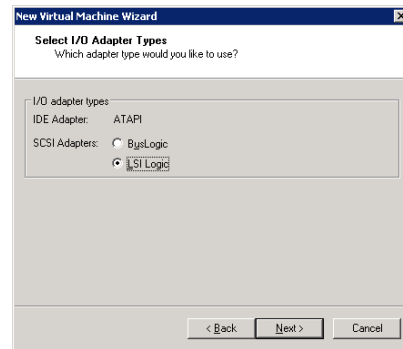 New Virtual Machine Wizard
Select I/O Adapter Types
Which adapter type would you like to use?
I/O adapter types
IDE Adapter: ATAPI
SCSI Adapters: BusLogic
LSI Logic
< Back Next > Cancel